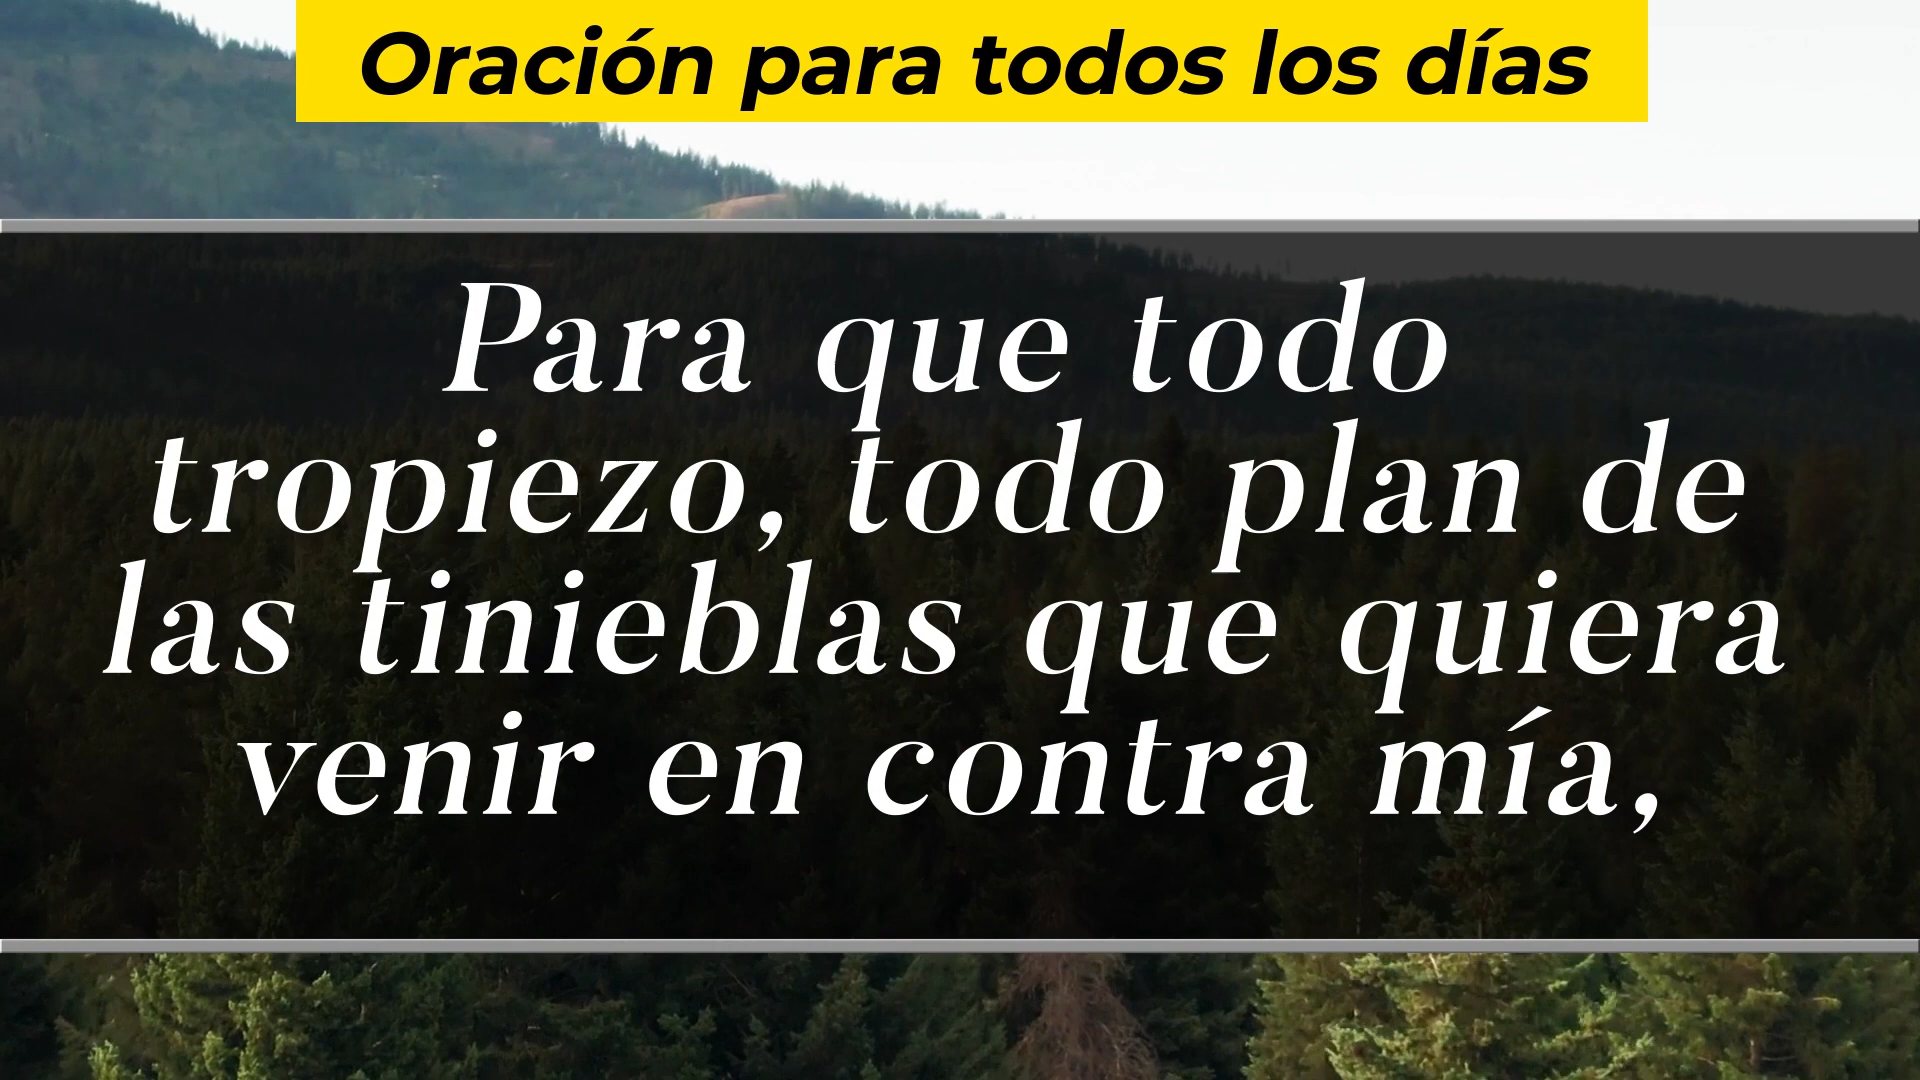 Oración para todos los días
Para que todo
tropiezo, todo plan de
las tinieblas que quiera
venir en contra mía,